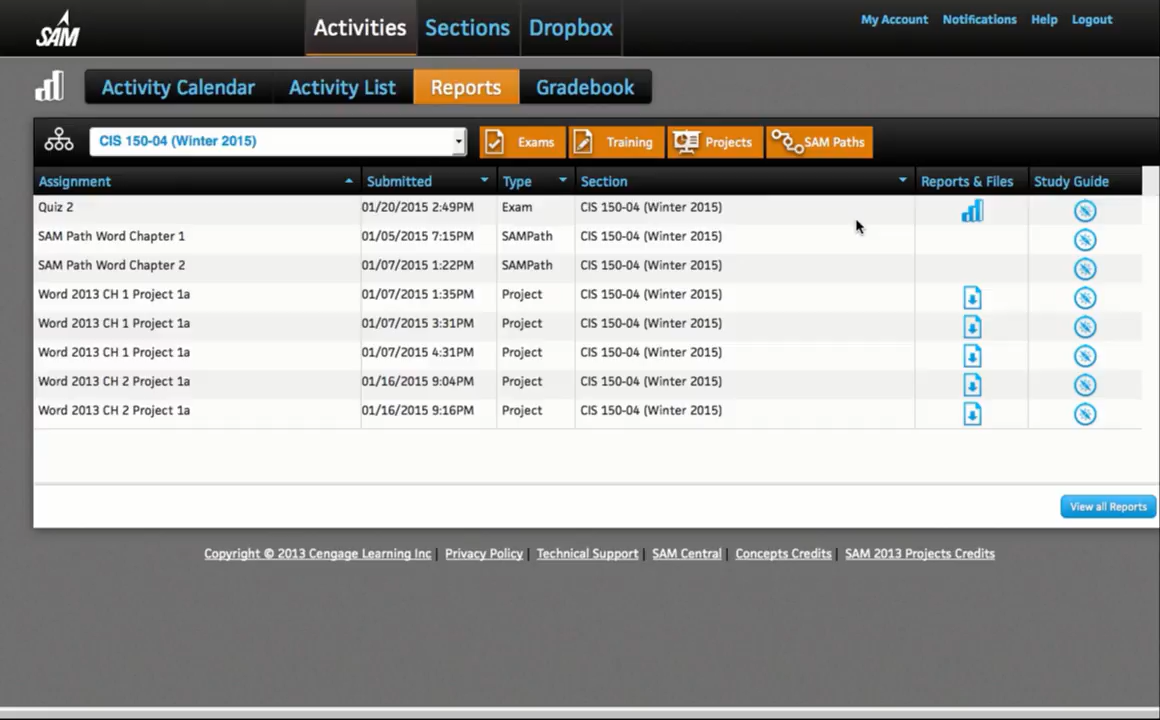 SAM
Activities Sections Dropbox
My Account Notifications Help Logout
Activity Calendar Activity List Reports Gradebook
CIS 150-04 (Winter 2015) Exams Training Projects SAM Paths
Assignment Submitted Type Section Reports & Files Study Guide
Quiz 2 01/20/2015 2:49PM Exam CIS 150-04 (Winter 2015)
SAM Path Word Chapter 1 01/05/2015 7:15PM SAMPath CIS 150-04 (Winter 2015)
SAM Path Word Chapter 2 01/07/2015 1:22PM SAMPath CIS 150-04 (Winter 2015)
Word 2013 CH 1 Project 1a 01/07/2015 1:35PM Project CIS 150-04 (Winter 2015)
Word 2013 CH 1 Project 1a 01/07/2015 3:31PM Project CIS 150-04 (Winter 2015)
Word 2013 CH 1 Project 1a 01/07/2015 4:31PM Project CIS 150-04 (Winter 2015)
Word 2013 CH 2 Project 1a 01/16/2015 9:04PM Project CIS 150-04 (Winter 2015)
Word 2013 CH 2 Project 1a 01/16/2015 9:16PM Project CIS 150-04 (Winter 2015)
View all Reports
Copyright © 2013 Cengage Learning Inc | Privacy Policy | Technical Support | SAM Central | Concepts Credits | SAM 2013 Projects Credits